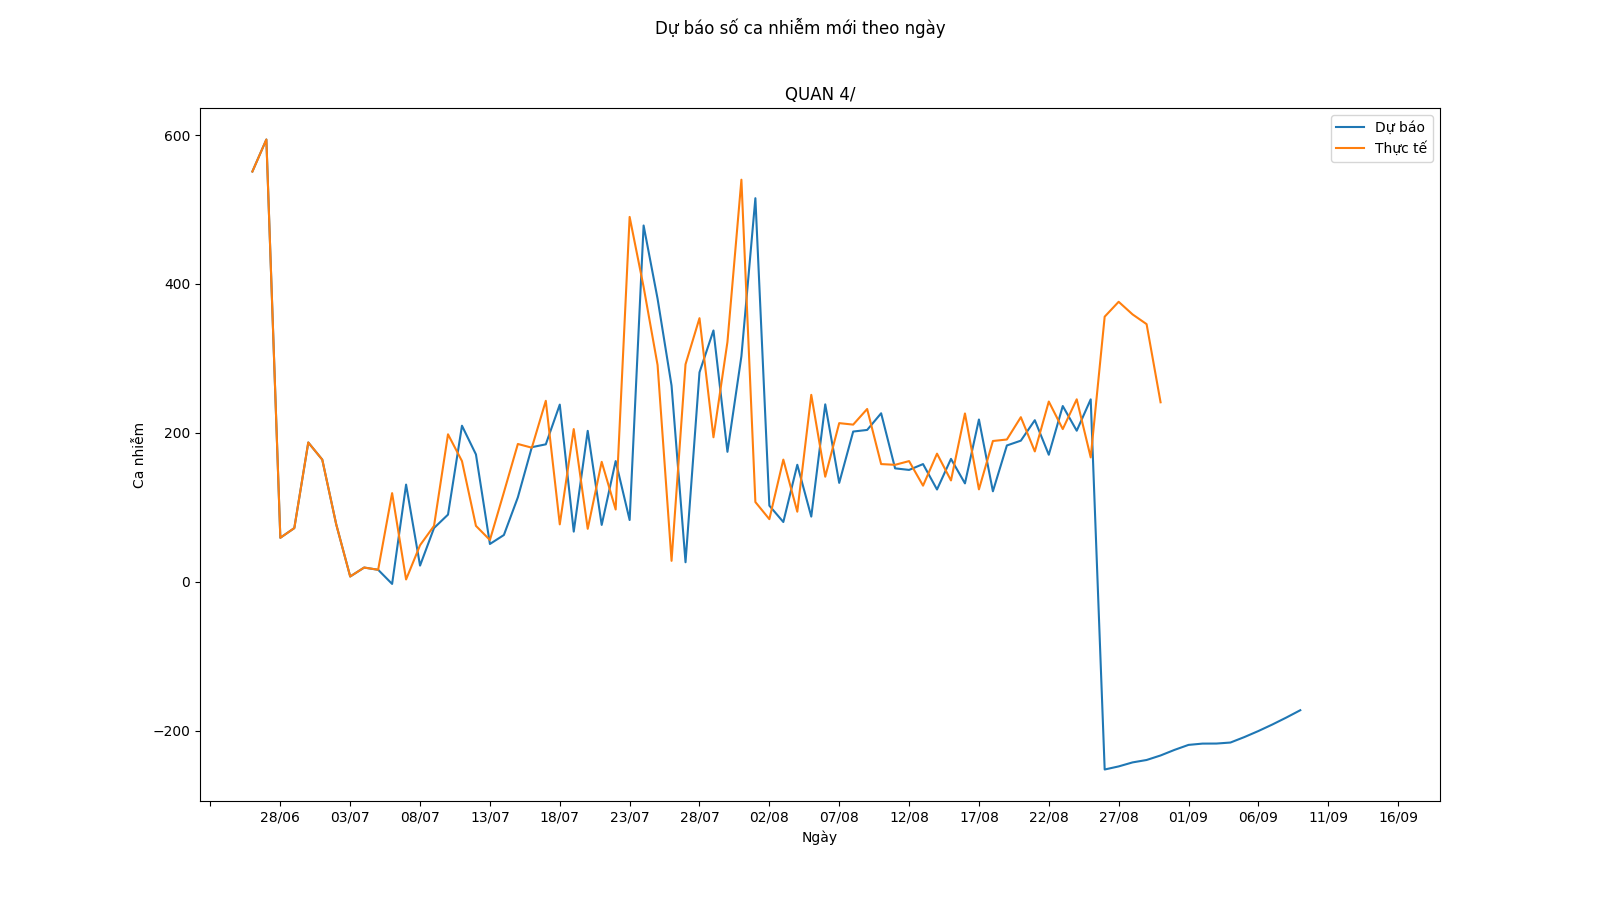 Dự báo số ca nhiễm mới theo ngày
QUAN 4/
Dự báo
Thực tế
600
400
200
0
−200
Ca nhiễm
28/06 03/07 08/07 13/07 18/07 23/07 28/07 02/08 07/08 12/08 17/08 22/08 27/08 01/09 06/09 11/09 16/09
Ngày